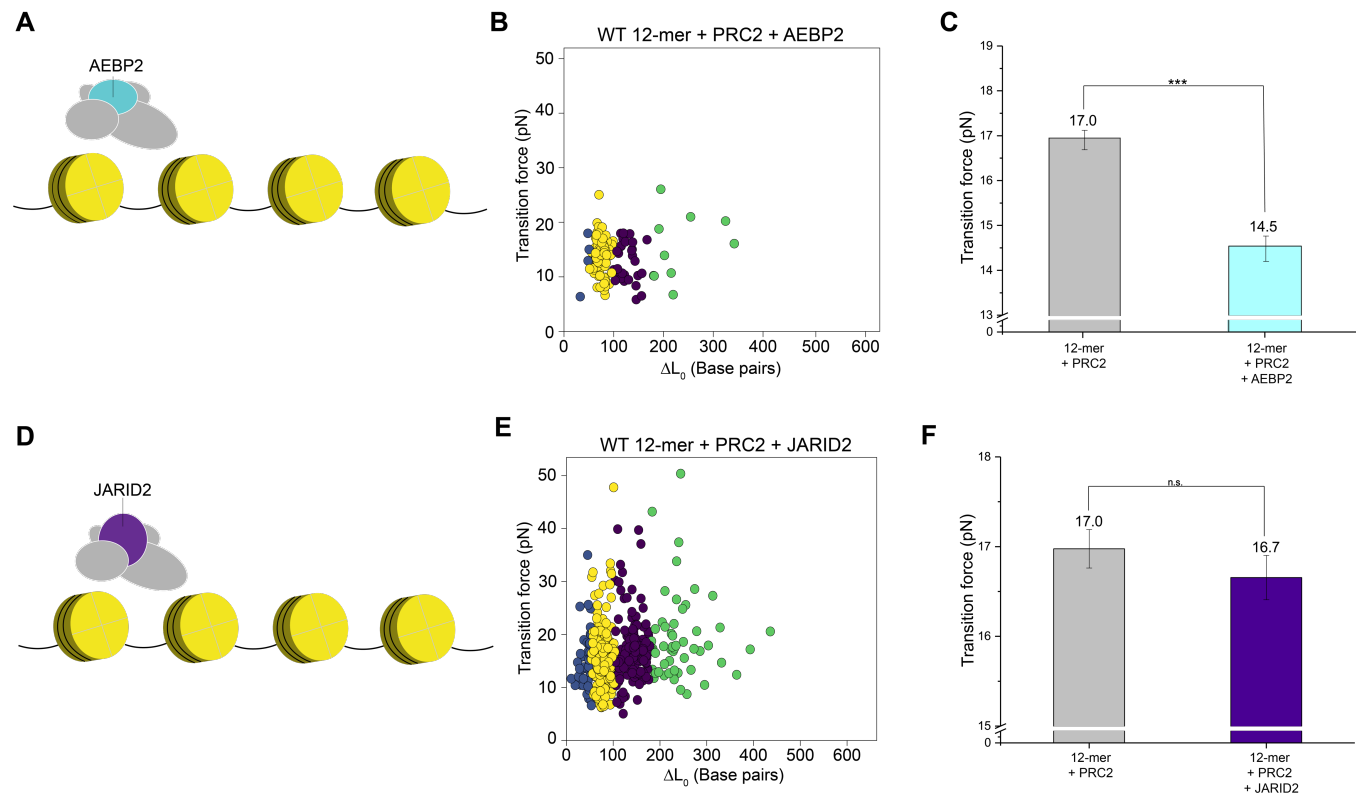 A
AEBP2
B
WT 12-mer + PRC2 + AEBP2
Transition force (pN)
50
40
30
20
10
0
0 100 200 300 400 500 600
ΔL0 (Base pairs)
C
Transition force (pN)
19
18
17
16
15
14
13
0
17.0
***
14.5
12-mer
+ PRC2
12-mer
+ PRC2
+ AEBP2
D
JARID2
E
WT 12-mer + PRC2 + JARID2
Transition force (pN)
50
40
30
20
10
0
0 100 200 300 400 500 600
ΔL0 (Base pairs)
F
Transition force (pN)
18
17
16
15
0
17.0
n.s.
16.7
12-mer
+ PRC2
12-mer
+ PRC2
+ JARID2